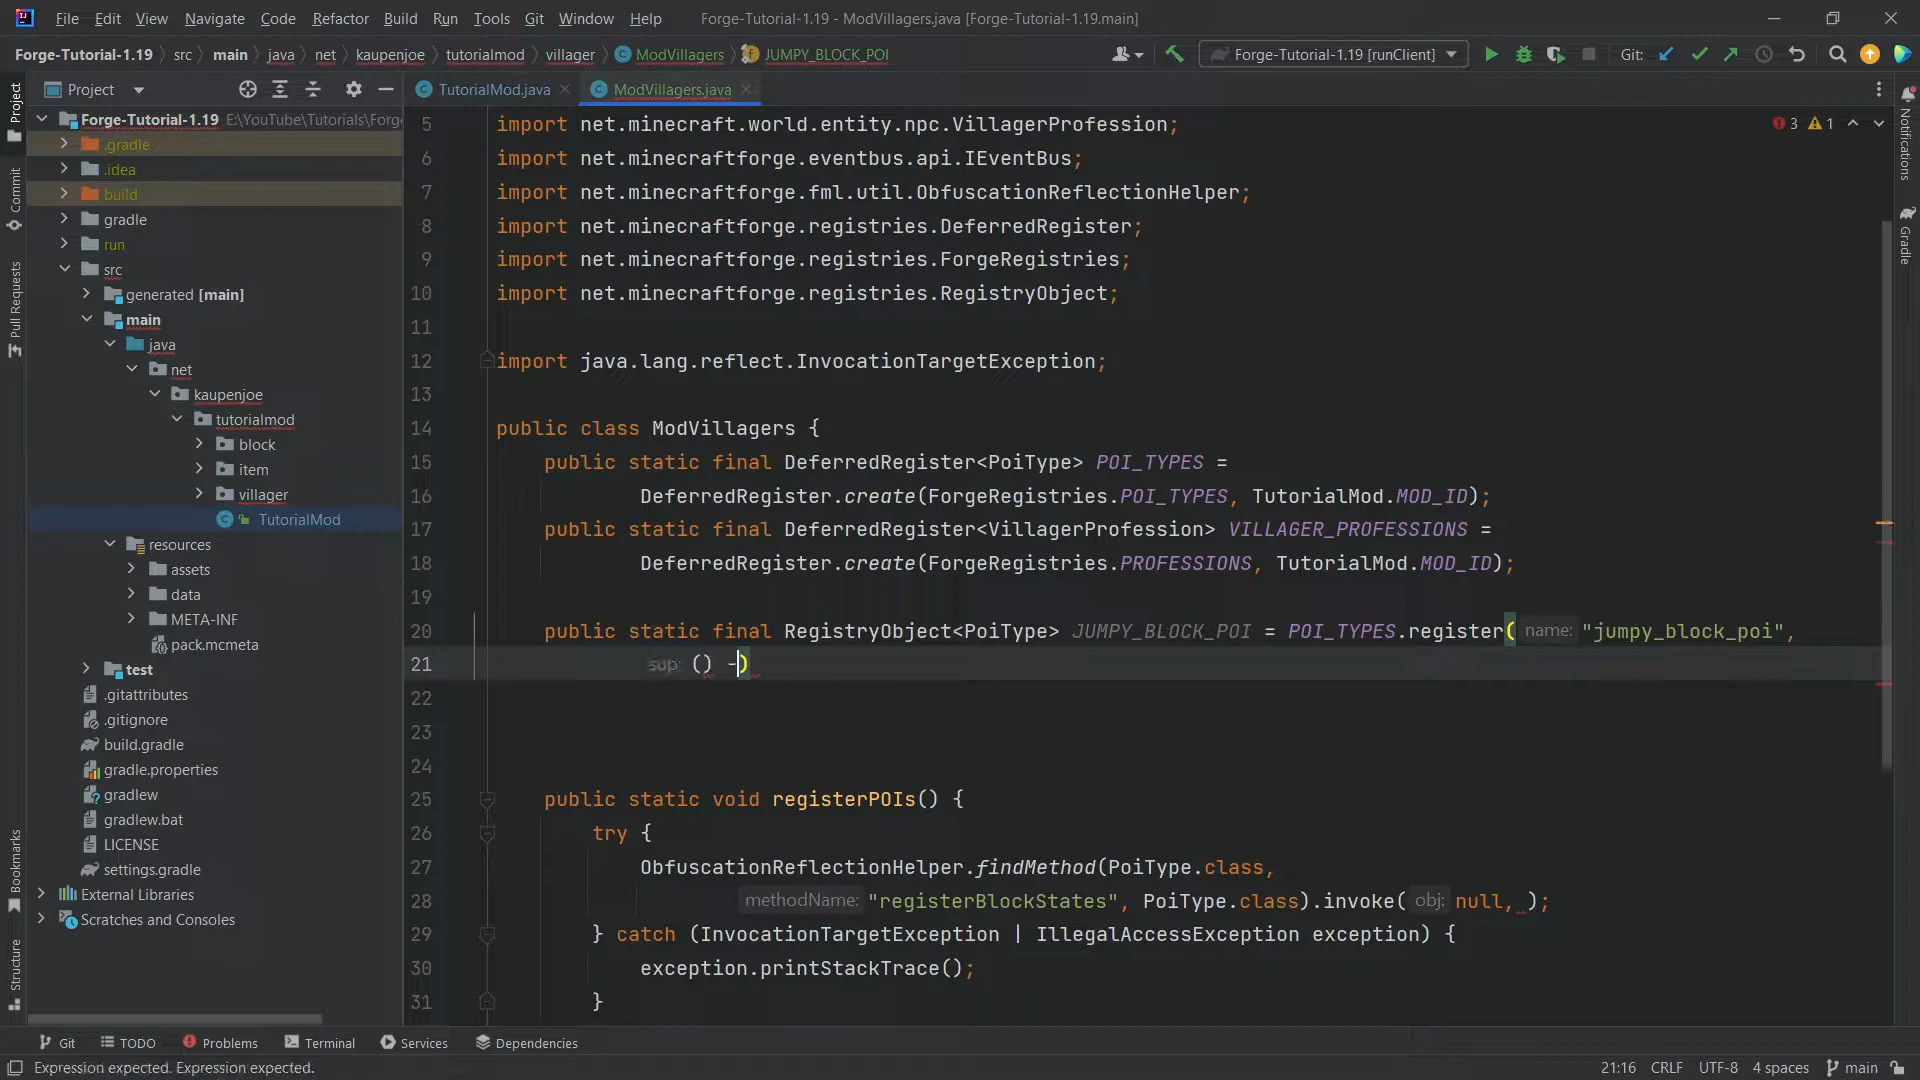 File Edit View Navigate Code Refactor Build Run Tools Git Window Help Forge-Tutorial-1.19 - ModVillagers.java [Forge-Tutorial-1.19.main]
Forge-Tutorial-1.19 src main java net kaupenjoe tutorialmod villager ModVillagers JUMPY_BLOCK_POI Forge-Tutorial-1.19 [runClient] Git:
Project TutorialMod.java ModVillagers.java
Project
Commit
Pull Requests
Bookmarks
Structure
Notifications
Gradle
Forge-Tutorial-1.19 E:\YouTube\Tutorials\Forg
.gradle
.idea
build
gradle
run
src
generated [main]
main
java
net
kaupenjoe
tutorialmod
block
item
villager
TutorialMod
resources
assets
data
META-INF
pack.mcmeta
test
.gitattributes
.gitignore
build.gradle
gradle.properties
gradlew
gradlew.bat
LICENSE
settings.gradle
External Libraries
Scratches and Consoles
3 1
5 import net.minecraft.world.entity.npc.VillagerProfession;
6 import net.minecraftforge.eventbus.api.IEventBus;
7 import net.minecraftforge.fml.util.ObfuscationReflectionHelper;
8 import net.minecraftforge.registries.DeferredRegister;
9 import net.minecraftforge.registries.ForgeRegistries;
10 import net.minecraftforge.registries.RegistryObject;
11
12 import java.lang.reflect.InvocationTargetException;
13
14 public class ModVillagers {
15 public static final DeferredRegister<PoiType> POI_TYPES =
16 DeferredRegister.create(ForgeRegistries.POI_TYPES, TutorialMod.MOD_ID);
17 public static final DeferredRegister<VillagerProfession> VILLAGER_PROFESSIONS =
18 DeferredRegister.create(ForgeRegistries.PROFESSIONS, TutorialMod.MOD_ID);
19
20 public static final RegistryObject<PoiType> JUMPY_BLOCK_POI = POI_TYPES.register( name: "jumpy_block_poi",
21 sup: () -)
22
23
24
25 public static void registerPOIs() {
26 try {
27 ObfuscationReflectionHelper.findMethod(PoiType.class,
28 methodName: "registerBlockStates", PoiType.class).invoke( obj: null, );
29 } catch (InvocationTargetException | IllegalAccessException exception) {
30 exception.printStackTrace();
31 }
Git TODO Problems Terminal Services Dependencies
Expression expected. Expression expected. 21:16 CRLF UTF-8 4 spaces main